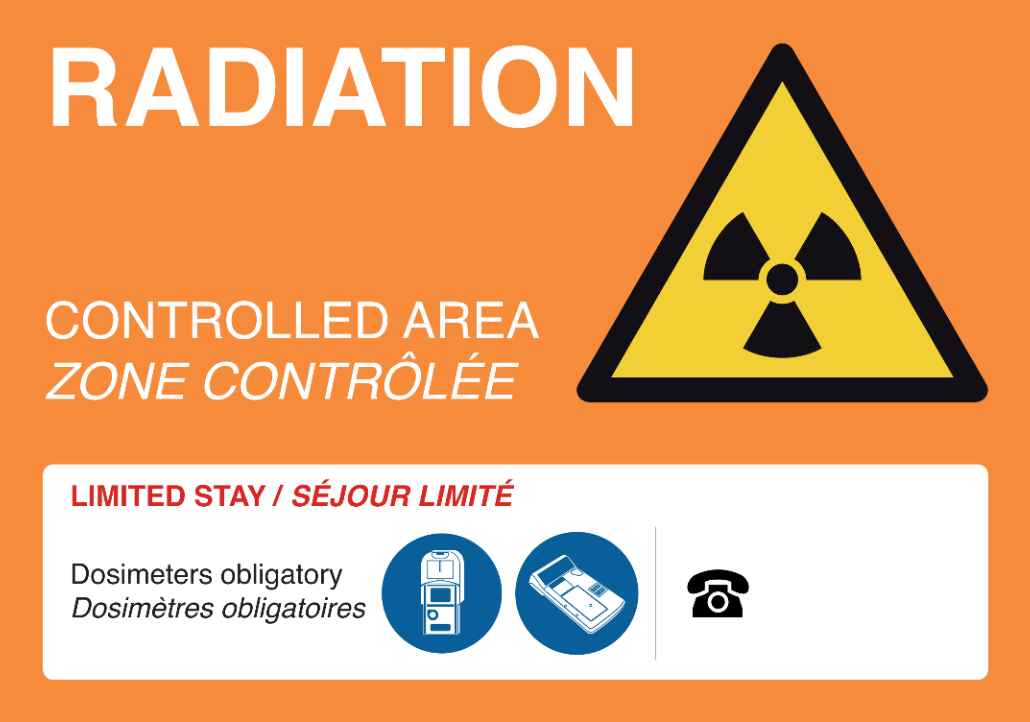 RADIATION
CONTROLLED AREA
ZONE CONTRÔLÉE
LIMITED STAY / SÉJOUR LIMITÉ
Dosimeters obligatory
Dosimètres obligatoires